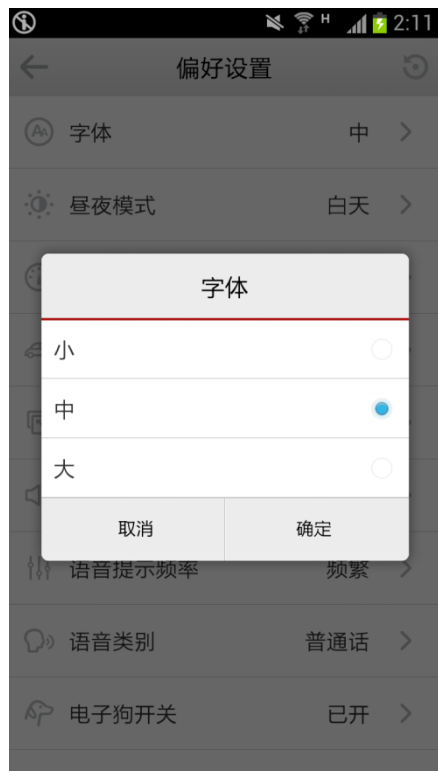 H 2:11
偏好设置
字体 中
昼夜模式 白天
字体
小
中
大
取消 确定
语音提示频率 频繁
语音类别 普通话
电子狗开关 已开